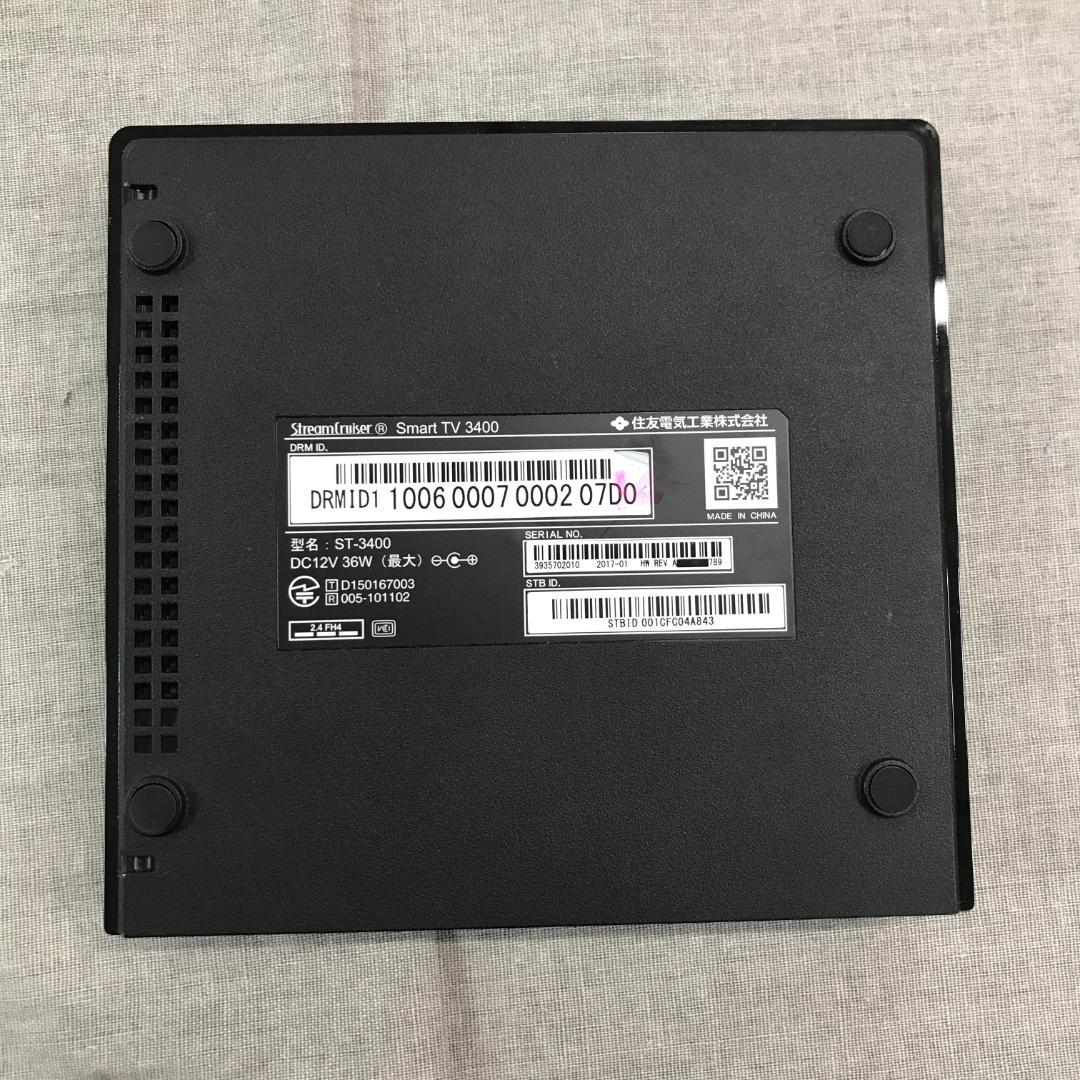 StreamCruiser® Smart TV 3400
住友電気工業株式会社
DRM ID.
DRMID1 1006 0007 0002 07D0
MADE IN CHINA
型名：ST-3400
DC12V 36W（最大）
SERIAL NO.
3935702010 2017-01 HW REV A 789
T D150167003
R 005-101102
STB ID.
STBID 001CFC04A843
2.4 FH4
VCCI